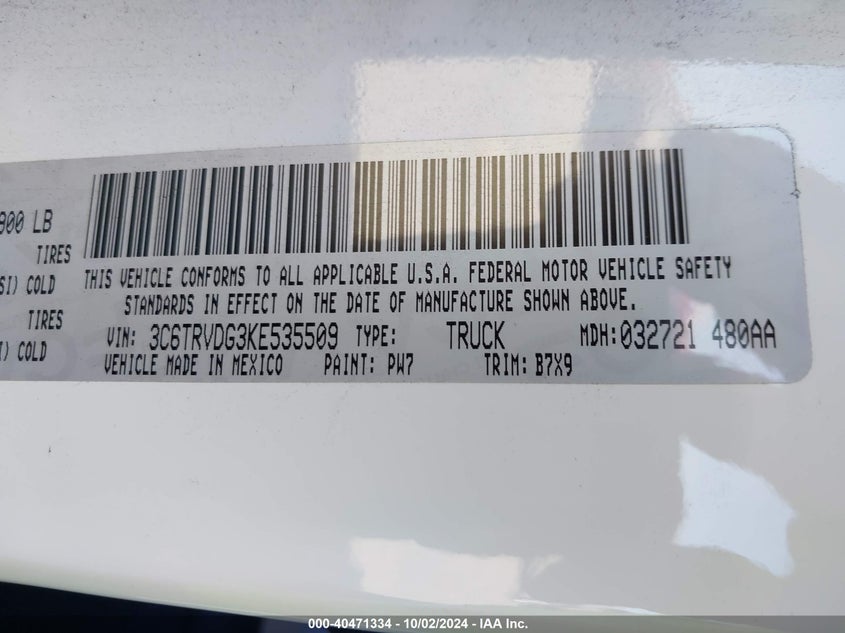 800 LB
TIRES
SI) COLD
TIRES
I) COLD
THIS VEHICLE CONFORMS TO ALL APPLICABLE U.S.A. FEDERAL MOTOR VEHICLE SAFETY
STANDARDS IN EFFECT ON THE DATE OF MANUFACTURE SHOWN ABOVE.
VIN: 3C6TRVDG3KE535509 TYPE: TRUCK MDH:032721 480AA
VEHICLE MADE IN MEXICO PAINT: PW7 TRIM: B7X9
000-40471334 - 10/02/2024 - IAA Inc.